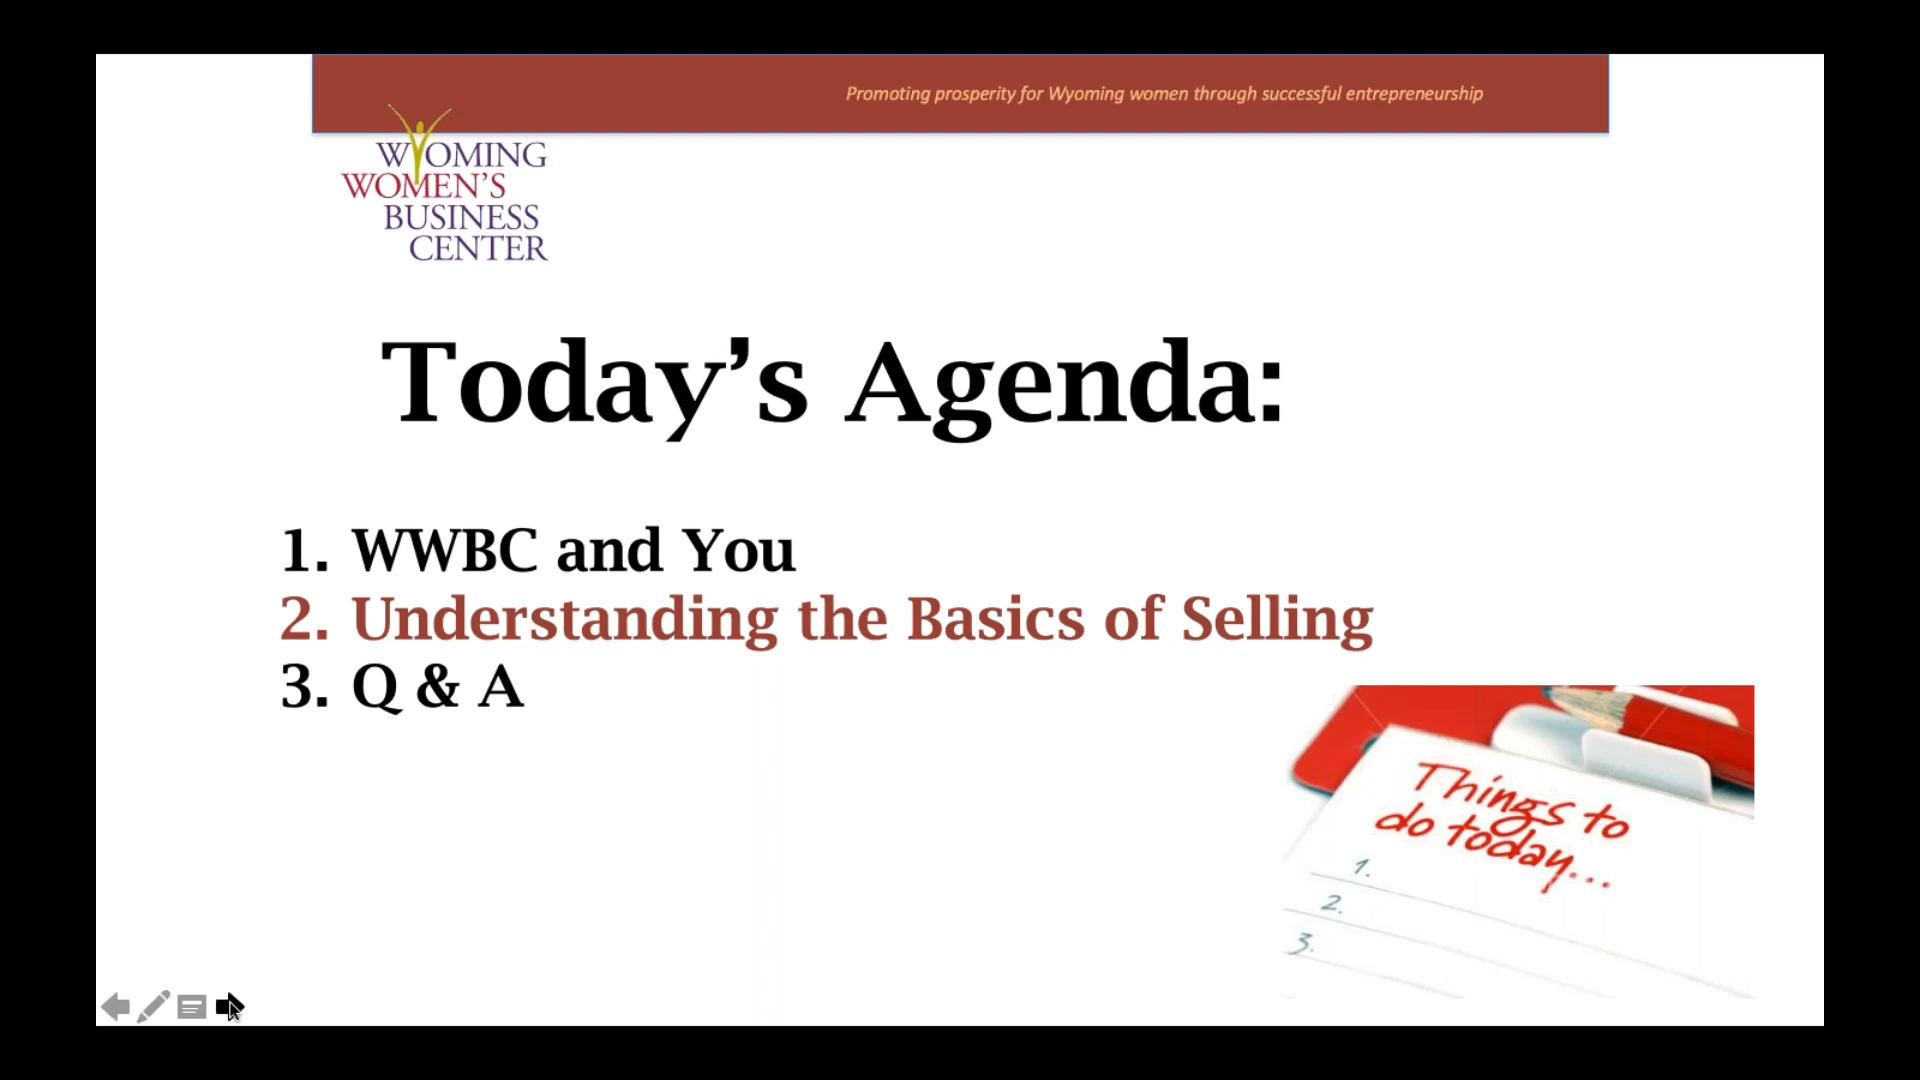 Promoting prosperity for Wyoming women through successful entrepreneurship
WYOMING
WOMEN'S
BUSINESS
CENTER
Today's Agenda:
1. WWBC and You
2. Understanding the Basics of Selling
3. Q & A
Things to
do today...
1.
2.
3.